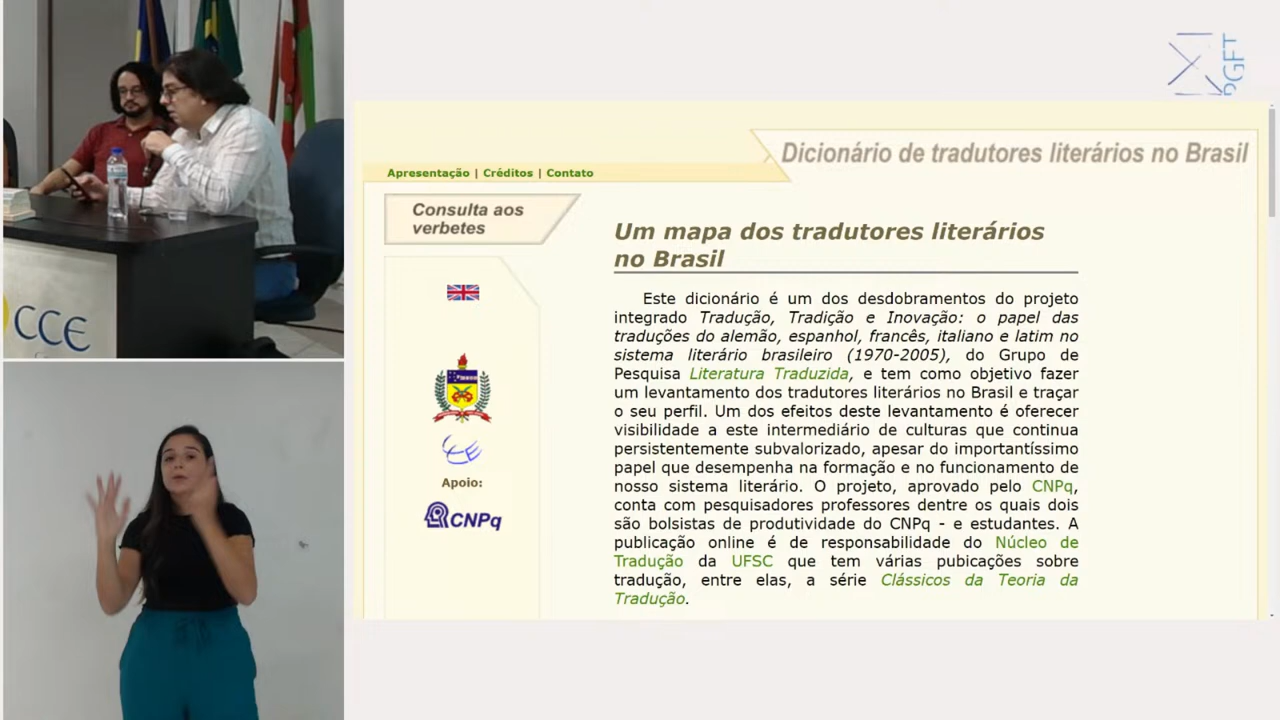 PGFT
Dicionário de tradutores literários no Brasil
Apresentação | Créditos | Contato
Consulta aos
verbetes
Um mapa dos tradutores literários
no Brasil
Este dicionário é um dos desdobramentos do projeto
integrado Tradução, Tradição e Inovação: o papel das
traduções do alemão, espanhol, francês, italiano e latim no
sistema literário brasileiro (1970-2005), do Grupo de
Pesquisa Literatura Traduzida, e tem como objetivo fazer
um levantamento dos tradutores literários no Brasil e traçar
o seu perfil. Um dos efeitos deste levantamento é oferecer
visibilidade a este intermediário de culturas que continua
persistentemente subvalorizado, apesar do importantíssimo
papel que desempenha na formação e no funcionamento de
nosso sistema literário. O projeto, aprovado pelo CNPq,
conta com pesquisadores professores dentre os quais dois
são bolsistas de produtividade do CNPq - e estudantes. A
publicação online é de responsabilidade do Núcleo de
Tradução da UFSC que tem várias pubicações sobre
tradução, entre elas, a série Clássicos da Teoria da
Tradução.
CCE
Apoio:
CNPq
CCE